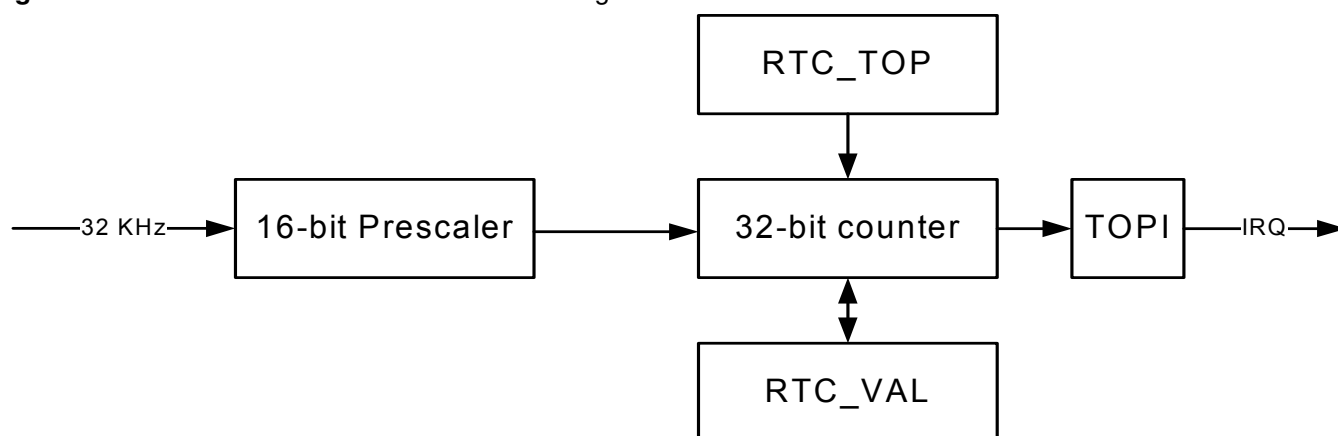 RTC_TOP
32 KHz
16-bit Prescaler
32-bit counter
TOPI
IRQ
RTC_VAL